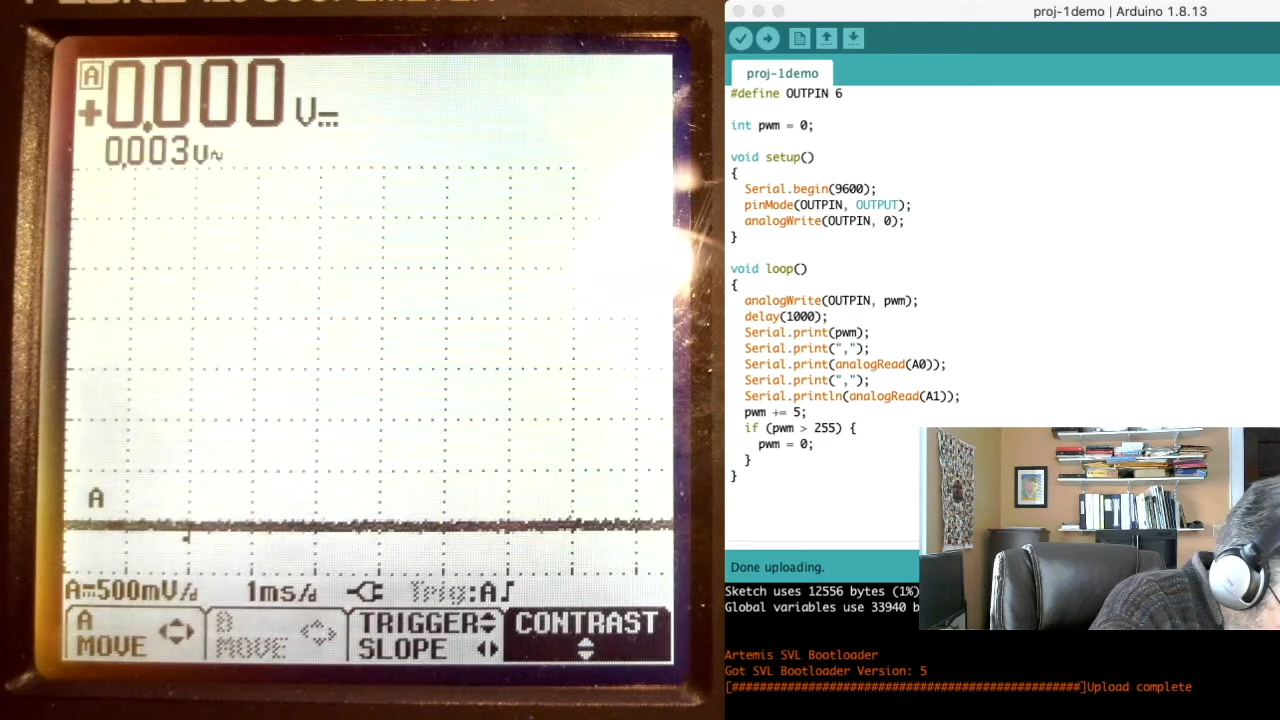 A
+0.000 V
0.003 V~
A
A 500mV/d 1ms/d Trig:A
A MOVE
B MOVE
TRIGGER SLOPE
CONTRAST
proj-1demo | Arduino 1.8.13
proj-1demo
#define OUTPIN 6
int pwm = 0;
void setup()
{
Serial.begin(9600);
pinMode(OUTPIN, OUTPUT);
analogWrite(OUTPIN, 0);
}
void loop()
{
analogWrite(OUTPIN, pwm);
delay(1000);
Serial.print(pwm);
Serial.print(",");
Serial.print(analogRead(A0));
Serial.print(",");
Serial.println(analogRead(A1));
pwm += 5;
if (pwm > 255) {
pwm = 0;
}
}
Done uploading.
Sketch uses 12556 bytes (1%)
Global variables use 33940 b
Artemis SVL Bootloader
Got SVL Bootloader Version: 5
[##################################################]Upload complete